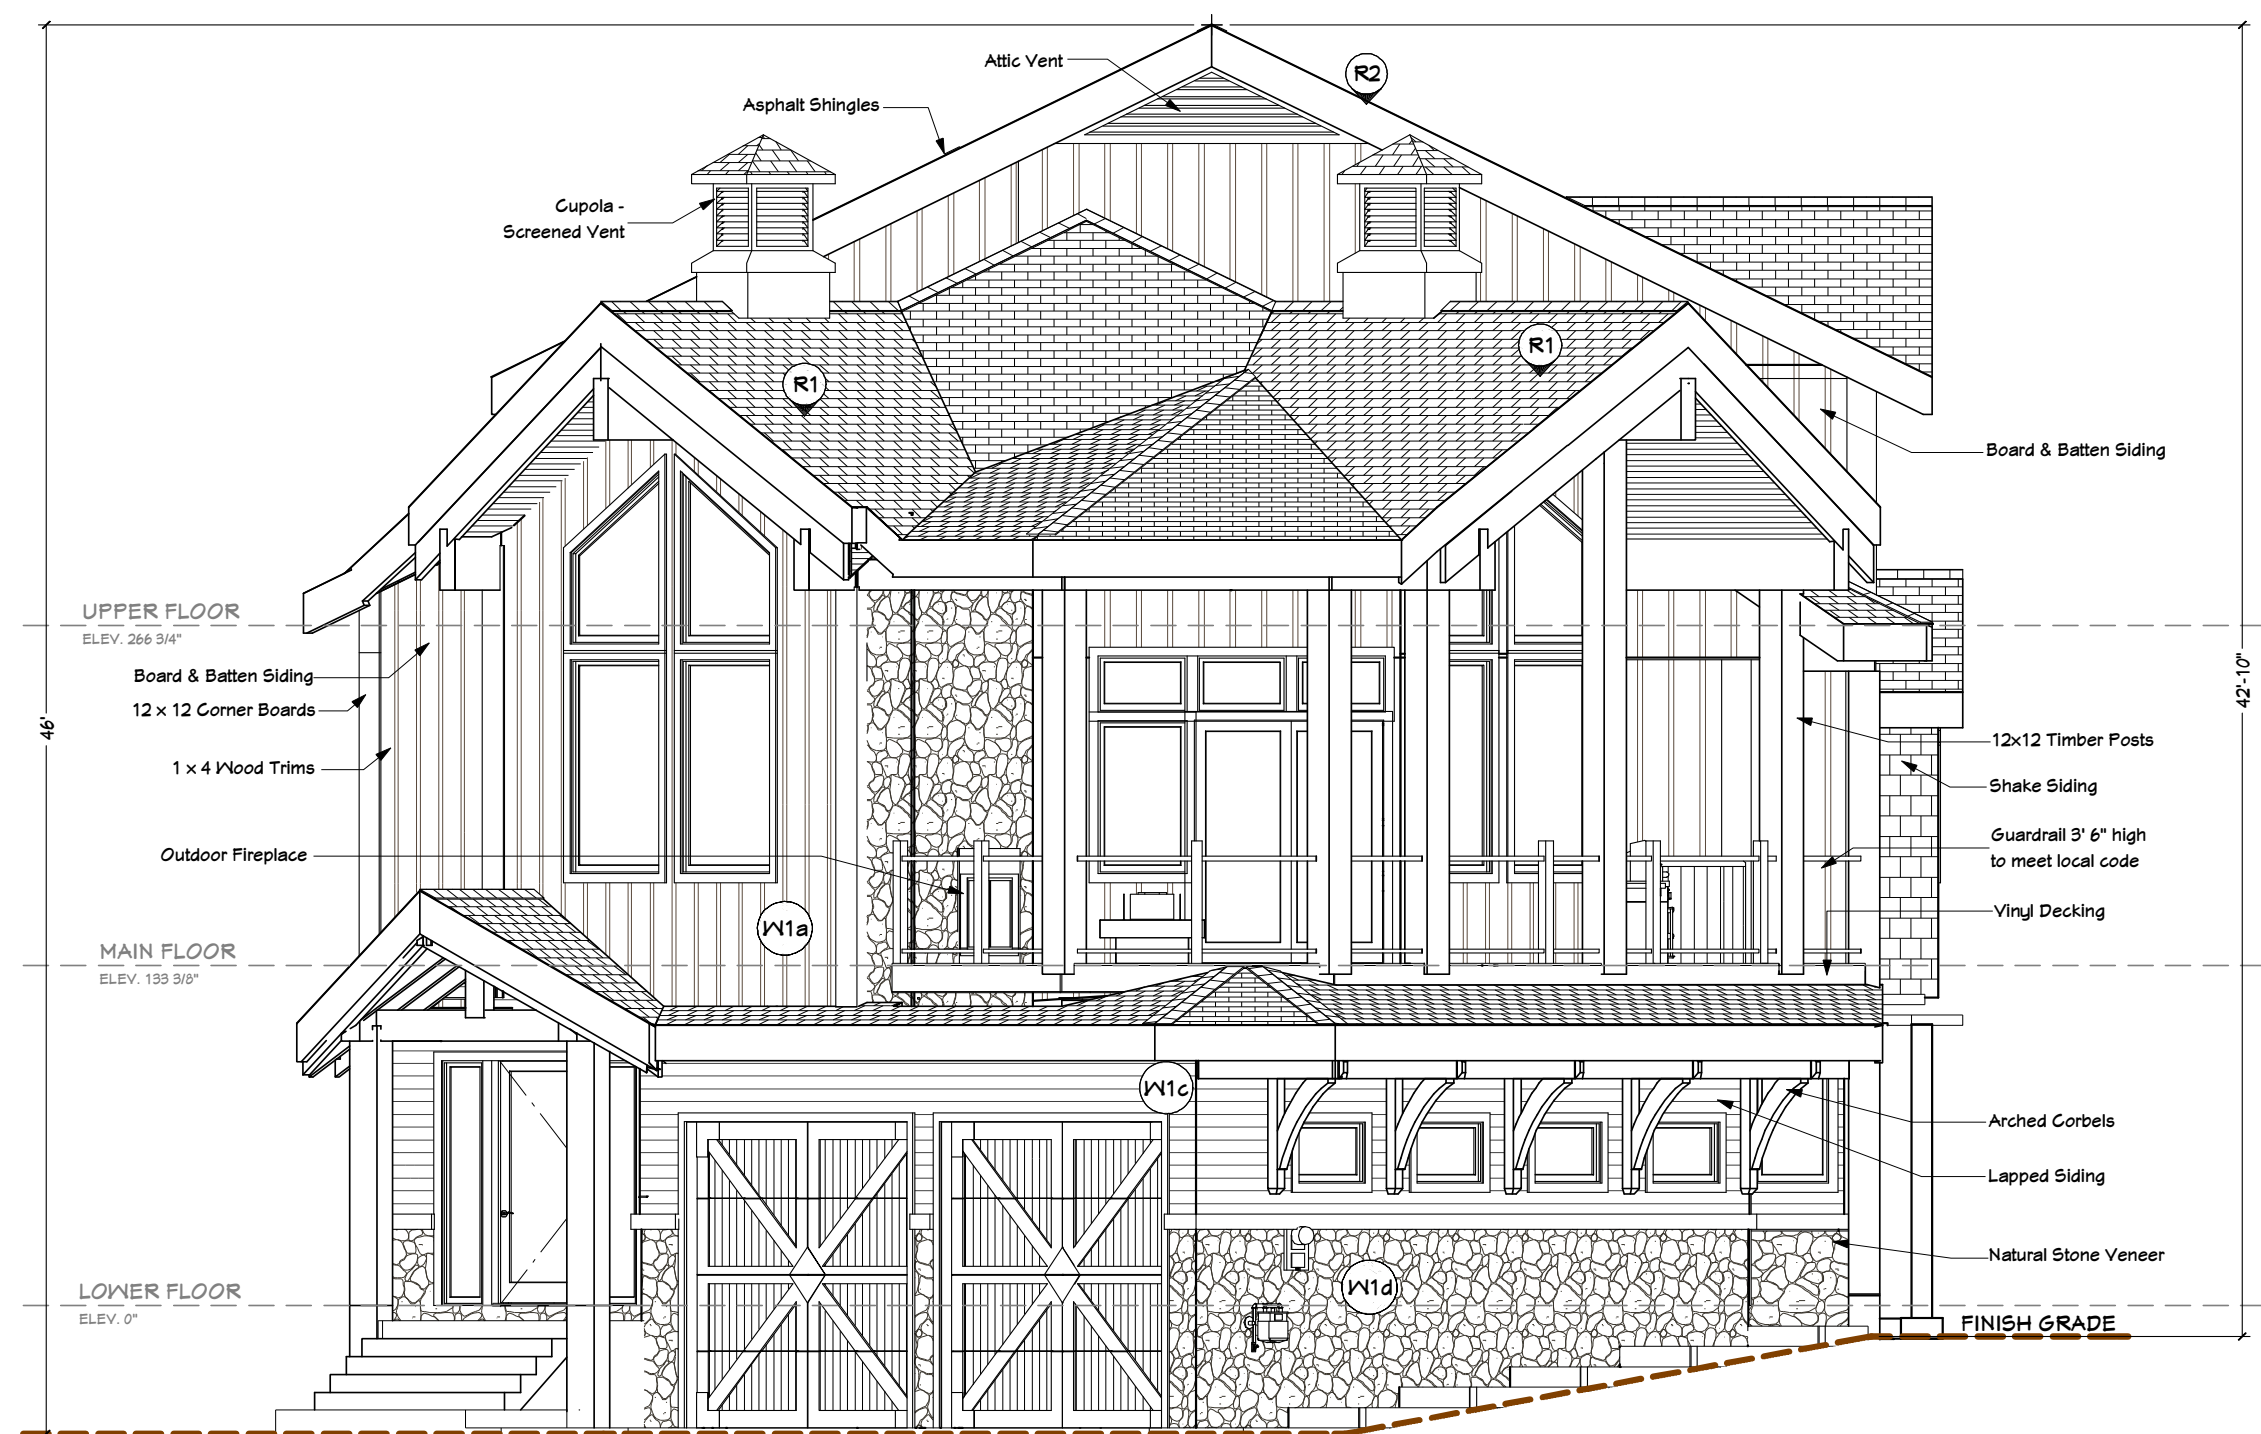 Attic Vent
R2
Asphalt Shingles
Cupola -
Screened Vent
R1
R1
Board & Batten Siding
UPPER FLOOR
ELEV. 266 3/4"
Board & Batten Siding
12 x 12 Corner Boards
46'
42'-10"
1 x 4 Wood Trims
12x12 Timber Posts
Shake Siding
Guardrail 3' 6" high
to meet local code
Outdoor Fireplace
Vinyl Decking
W1a
MAIN FLOOR
ELEV. 133 3/8"
W1c
Arched Corbels
Lapped Siding
Natural Stone Veneer
W1d
LOWER FLOOR
ELEV. 0"
FINISH GRADE